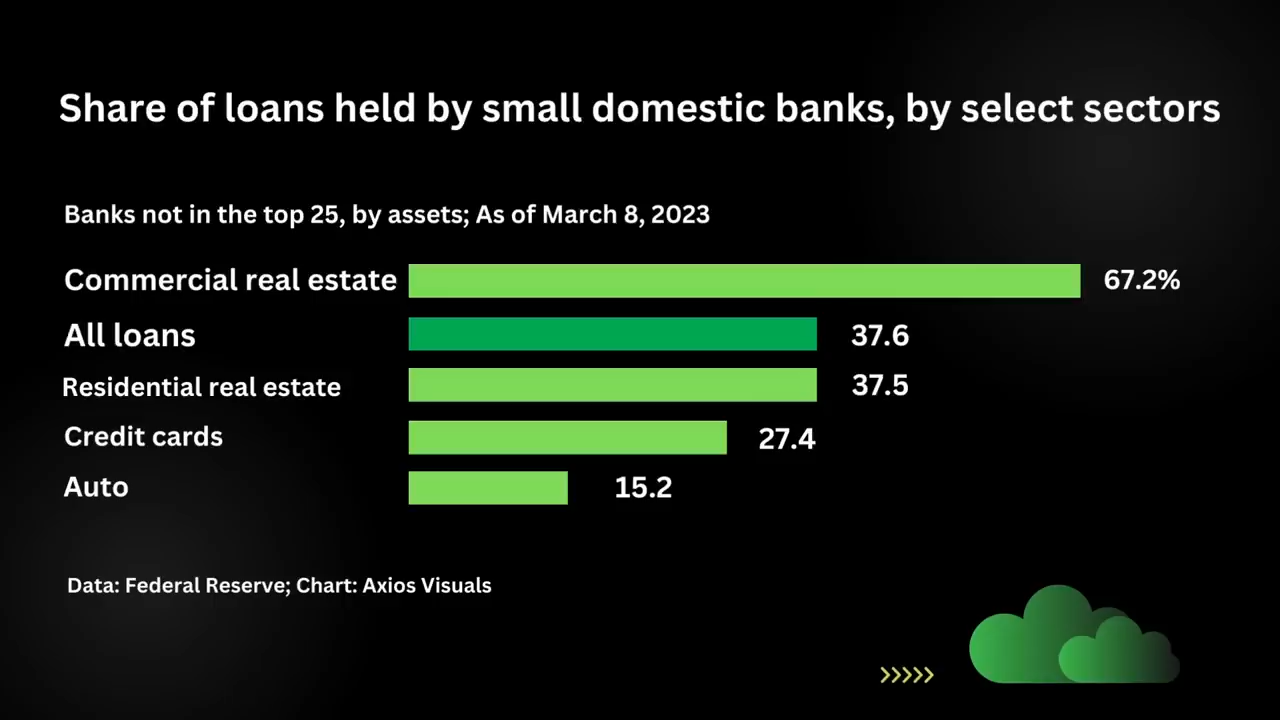 Share of loans held by small domestic banks, by select sectors
Banks not in the top 25, by assets; As of March 8, 2023
Commercial real estate 67.2%
All loans 37.6
Residential real estate 37.5
Credit cards 27.4
Auto 15.2
Data: Federal Reserve; Chart: Axios Visuals